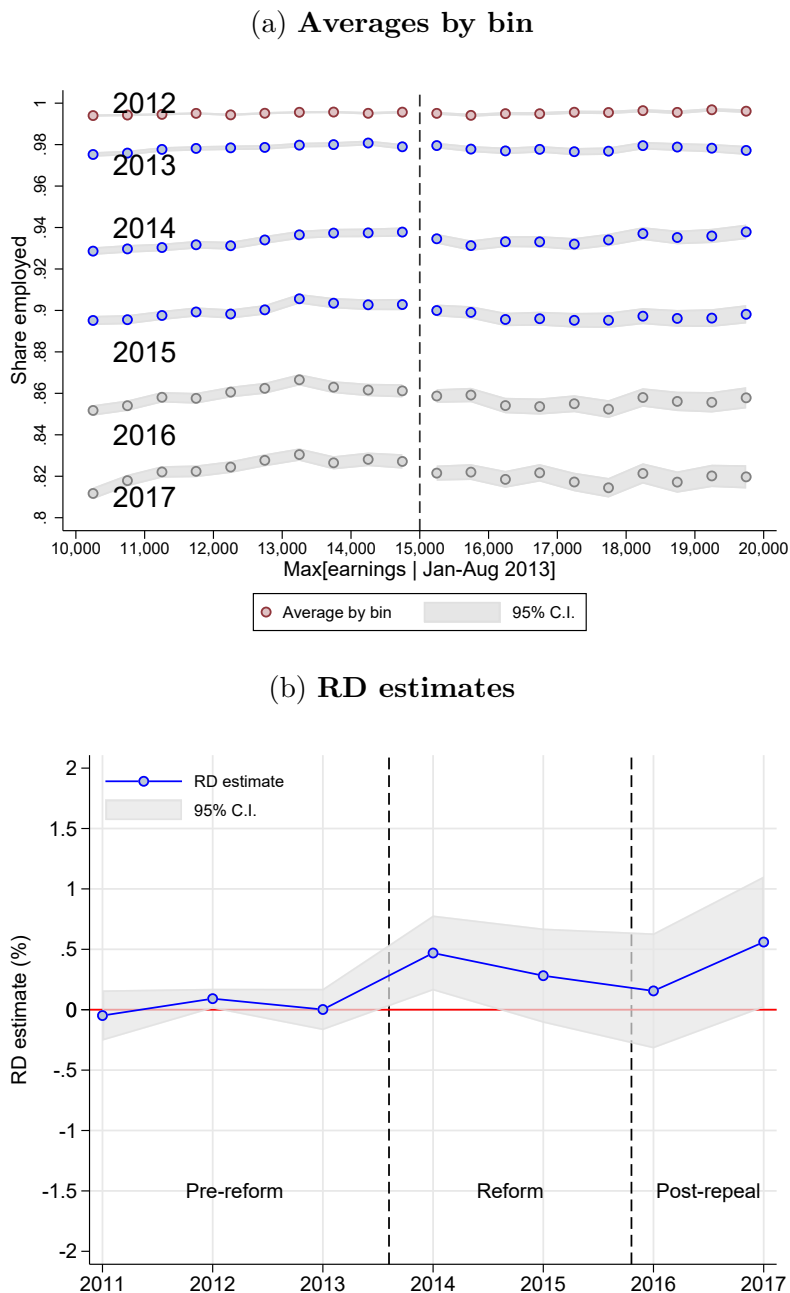 (a) Averages by bin
1
.98
.96
.94
.92
.9
.88
.86
.84
.82
.8
Share employed
2012
2013
2014
2015
2016
2017
10,000 11,000 12,000 13,000 14,000 15,000 16,000 17,000 18,000 19,000 20,000
Max[earnings | Jan-Aug 2013]
Average by bin 95% C.I.
(b) RD estimates
2
1.5
1
.5
0
-.5
-1
-1.5
-2
RD estimate (%)
RD estimate
95% C.I.
Pre-reform Reform Post-repeal
2011 2012 2013 2014 2015 2016 2017